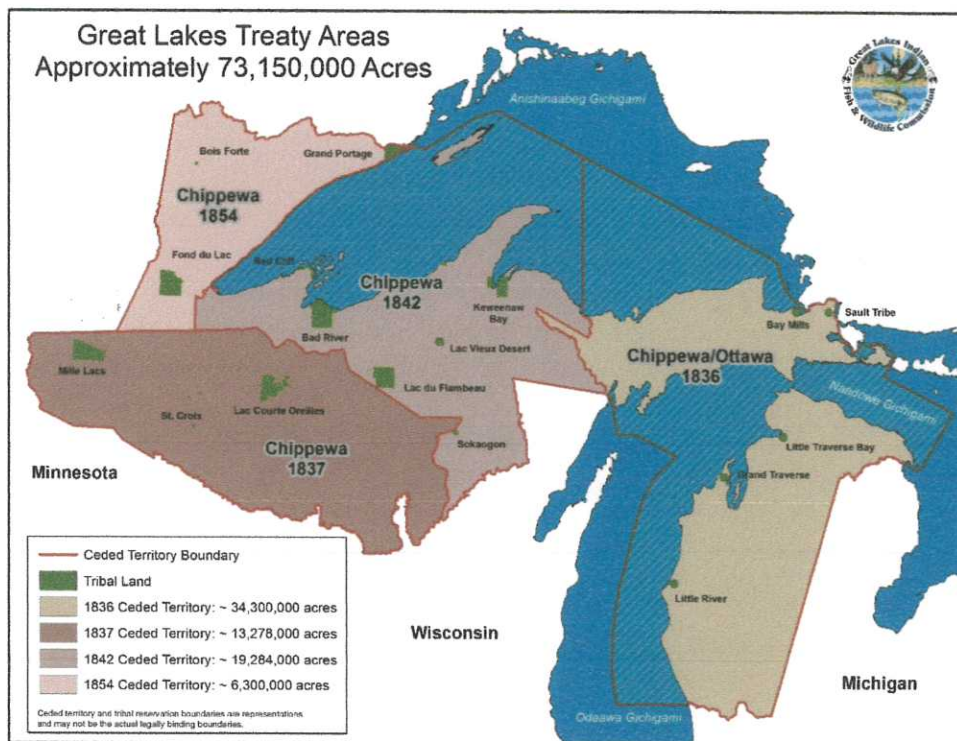 Great Lakes Treaty Areas
Approximately 73,150,000 Acres
Great Lakes Indian
Fish & Wildlife Commission
Anishinaabeg Gichigami
Bois Forte
Grand Portage
Chippewa
1854
Fond du Lac
Red Cliff
Chippewa
1842
Keweenaw
Bay
Bay Mills
Sault Tribe
Bad River
Lac Vieux Desert
Chippewa/Ottawa
1836
Mille Lacs
Lac du Flambeau
Nandowe Gichigami
St. Croix
Lac Courte Oreilles
Sokaogon
Little Traverse Bay
Chippewa
1837
Minnesota
Grand Traverse
Ceded Territory Boundary
Tribal Land
1836 Ceded Territory: ~ 34,300,000 acres
1837 Ceded Territory: ~ 13,278,000 acres
1842 Ceded Territory: ~ 19,284,000 acres
1854 Ceded Territory: ~ 6,300,000 acres
Ceded territory and tribal reservation boundaries are representations
and may not be the actual legally binding boundaries.
Little River
Wisconsin
Michigan
Odaawa Gichigami